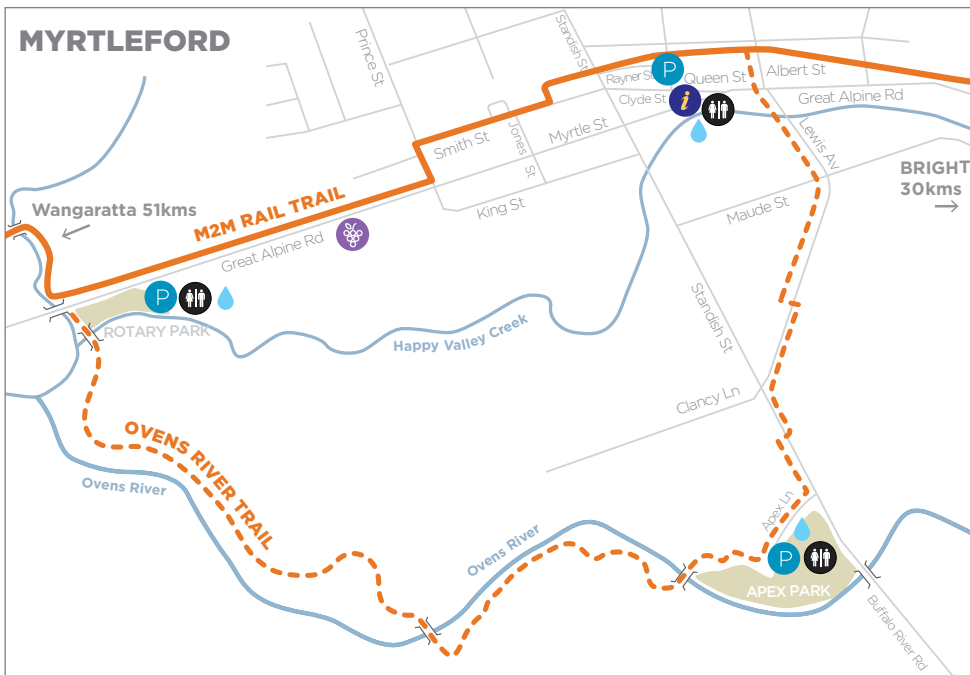 MYRTLEFORD
Prince St
Standish St
Rayner St
P
Queen St
Albert St
Clyde St
i
Great Alpine Rd
Smith St
Jones St
Myrtle St
Lewis Av
BRIGHT
30kms
King St
Maude St
Wangaratta 51kms
M2M RAIL TRAIL
Great Alpine Rd
P
ROTARY PARK
Happy Valley Creek
Standish St
Clancy Ln
OVENS RIVER TRAIL
Ovens River
Ovens River
Apex Ln
P
APEX PARK
Buffalo River Rd